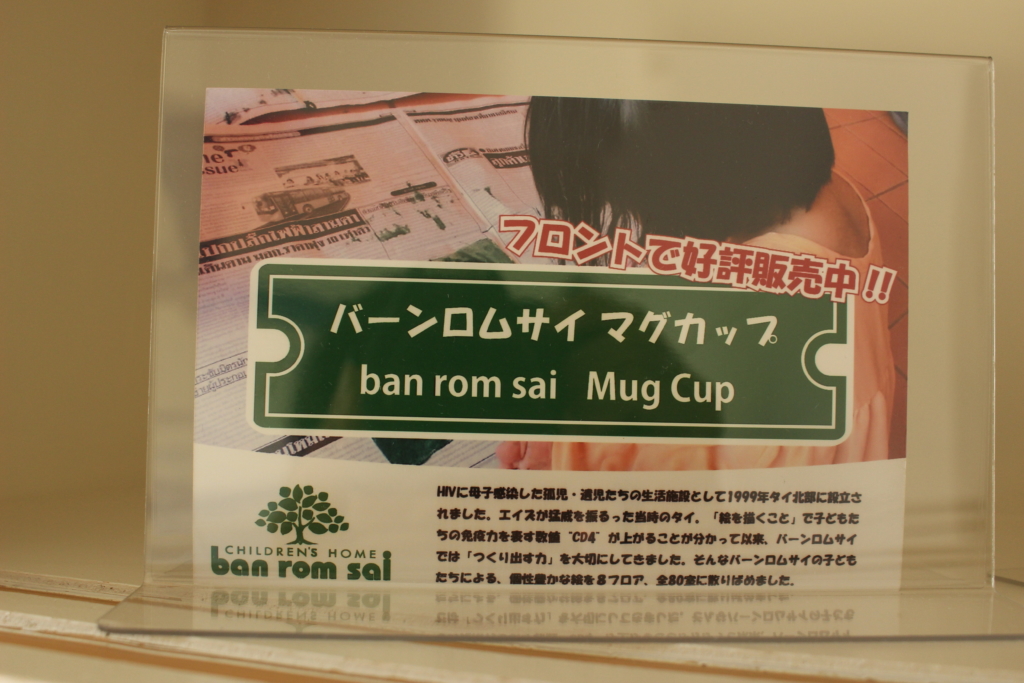 フロントで好評販売中!!
バーンロムサイ マグカップ
ban rom sai Mug Cup
CHILDREN'S HOME
ban rom sai
HIVに母子感染した孤児・遺児たちの生活施設として1999年タイ北部に設立さ
れました。エイズが猛威を振るった当時のタイ。「絵を描くこと」で子どもた
ちの免疫力を表す数値 "CD4" が上がることが分かって以来、バーンロムサイ
では「つくり出す力」を大切にしてきました。そんなバーンロムサイの子ども
たちによる、個性豊かな絵を8フロア、全80室に散りばめました。